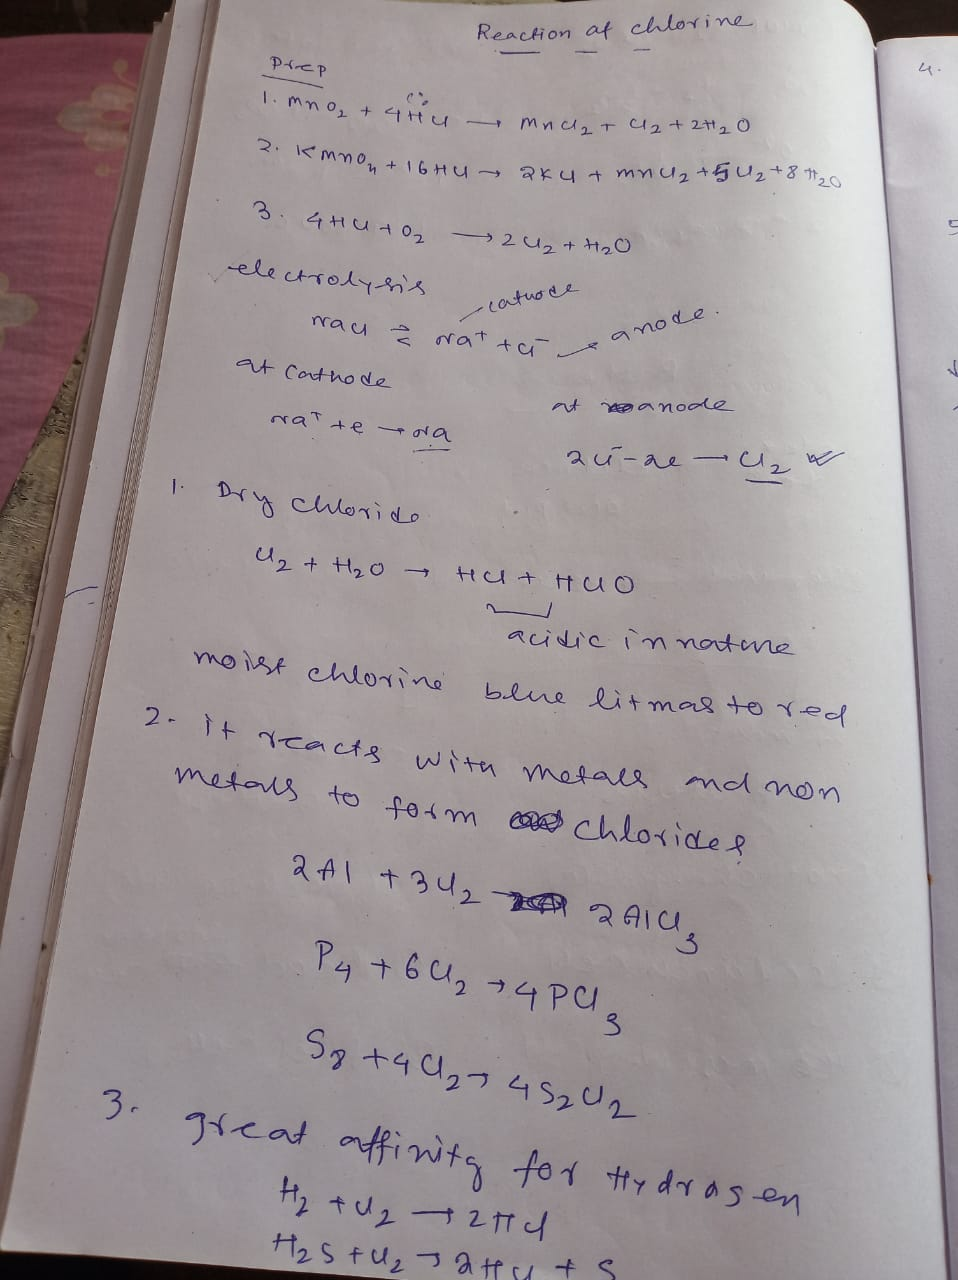 Reaction of chlorine
Prep
1. MnO2 + 4HCl → MnCl2 + Cl2 + 2H2O
2. KMnO4 + 16HCl → 2KCl + MnCl2 + 5Cl2 + 8H2O
3. 4HCl + O2 → 2Cl2 + H2O
electrolysis
cathode
NaCl ⇌ Na+ + Cl- → anode.
at cathode
at anode
Na+ + e → Na
2Cl- - 2e → Cl2
1. Dry chloride
Cl2 + H2O → HCl + HClO
acidic in nature
moist chlorine blue litmas to red
2- it reacts with metals and non
metals to form chlorides
2Al + 3Cl2 → 2AlCl3
P4 + 6Cl2 → 4PCl3
S8 + 4Cl2 → 4S2Cl2
3. great affinity for Hydrogen
H2 + Cl2 → 2HCl
H2S + Cl2 → 2HCl + S
4.